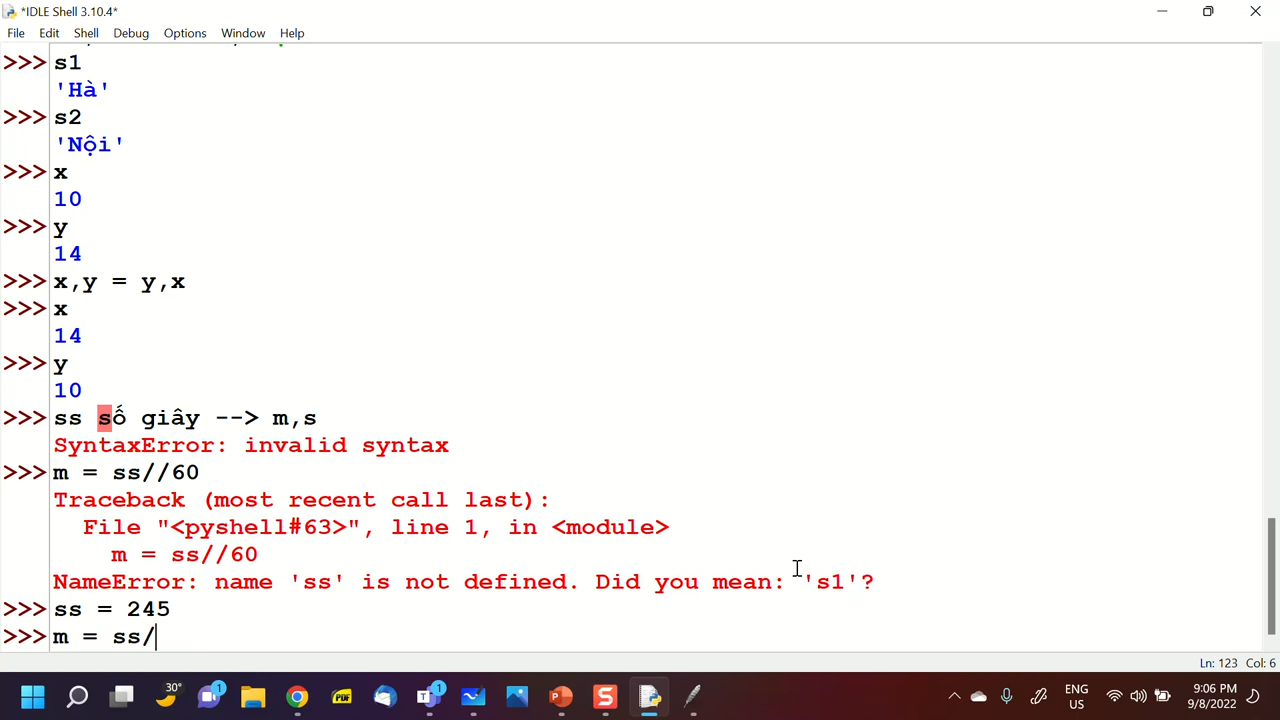 *IDLE Shell 3.10.4*
File Edit Shell Debug Options Window Help
>>> s1
'Hà'
>>> s2
'Nội'
>>> x
10
>>> y
14
>>> x,y = y,x
>>> x
14
>>> y
10
>>> ss số giây --> m,s
SyntaxError: invalid syntax
>>> m = ss//60
Traceback (most recent call last):
File "<pyshell#63>", line 1, in <module>
m = ss//60
NameError: name 'ss' is not defined. Did you mean: 's1'?
>>> ss = 245
>>> m = ss/
Ln: 123 Col: 6
30°
1
PDF
1
S
ENG
US
9:06 PM
9/8/2022